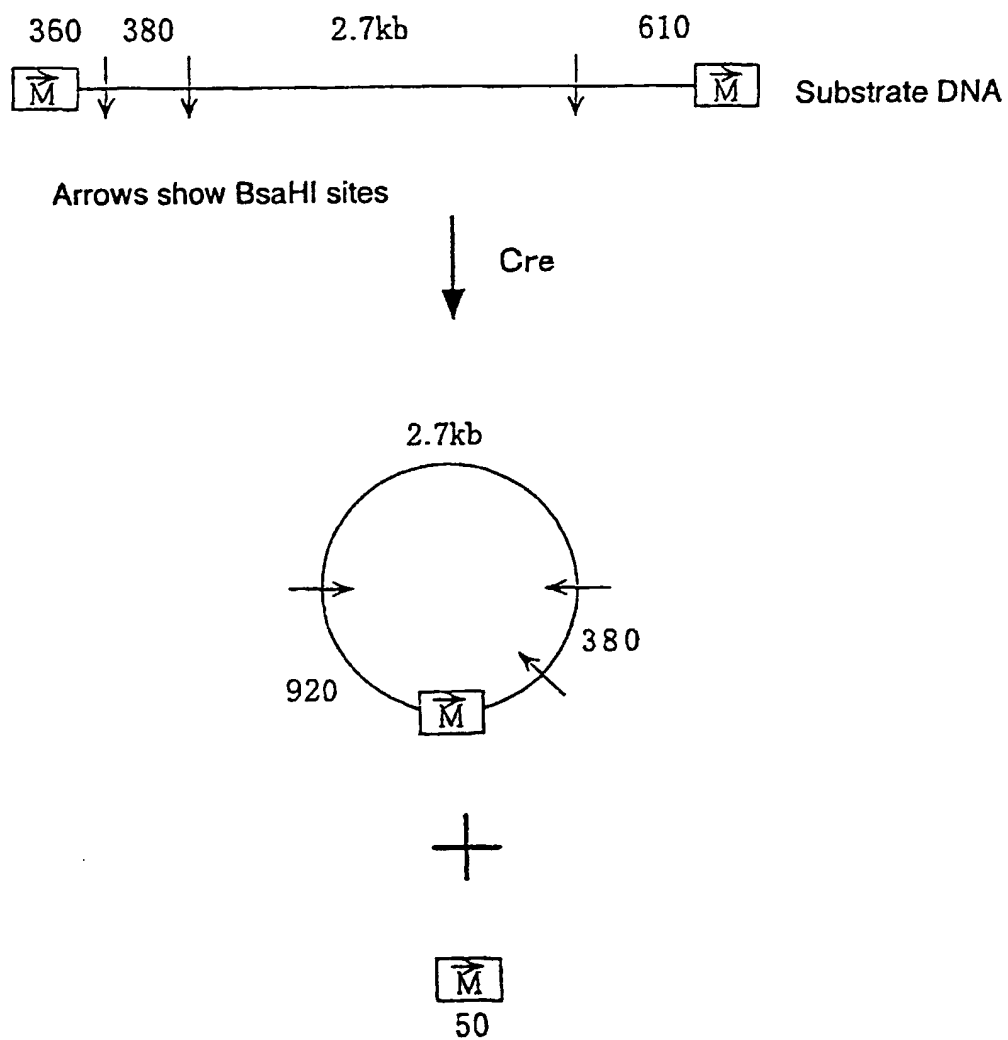 360 380 2.7kb 610
M M Substrate DNA
Arrows show BsaHI sites
Cre
2.7kb
380
920
M
+
M
50